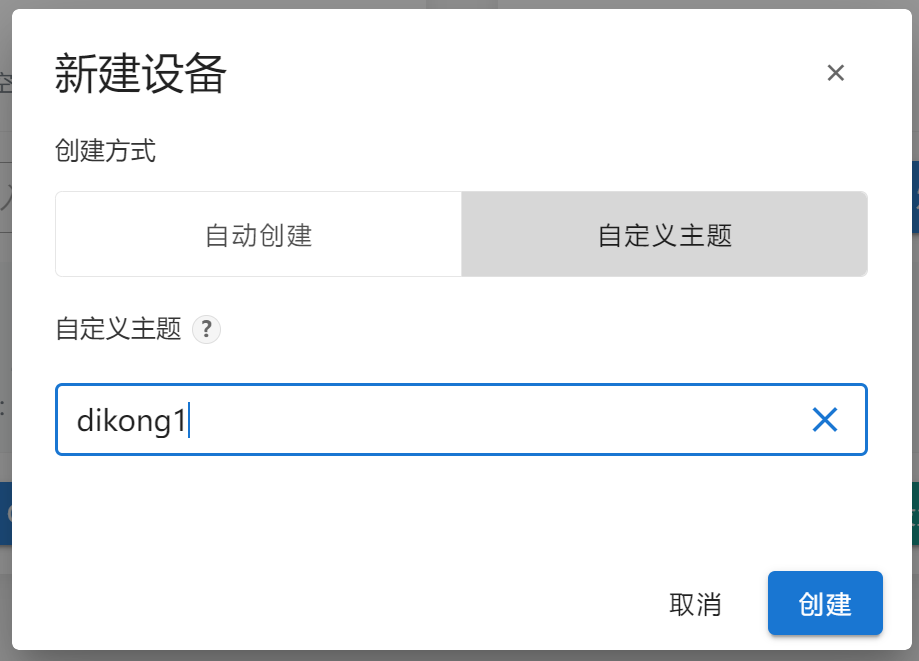 新建设备
创建方式
自动创建
自定义主题
自定义主题 ?
dikong1
取消
创建